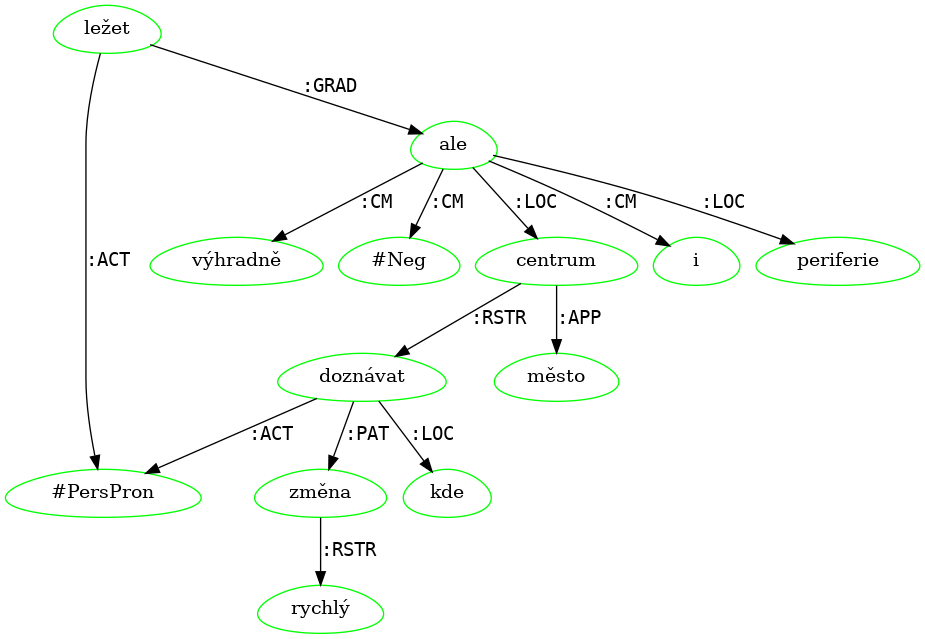 ležet
:GRAD
ale
:CM :CM :LOC :CM :LOC
:ACT výhradně #Neg centrum i periferie
:RSTR :APP
doznávat město
:ACT :PAT :LOC
#PersPron změna kde
:RSTR
rychlý